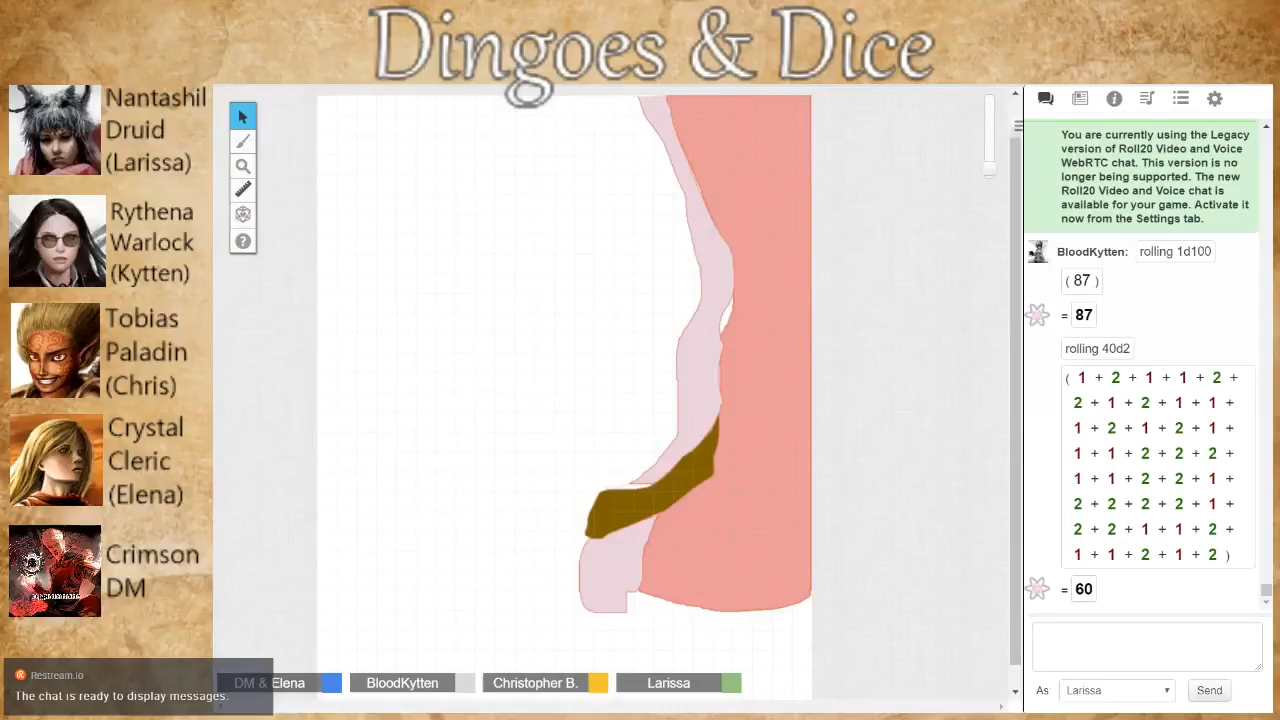 Dingoes & Dice
Nantashil
Druid
(Larissa)
Rythena
Warlock
(Kytten)
Tobias
Paladin
(Chris)
Crystal
Cleric
(Elena)
Crimson
DM
Restream.io
The chat is ready to display messages.
DM & Elena
BloodKytten
Christopher B.
Larissa
You are currently using the Legacy
version of Roll20 Video and Voice
WebRTC chat. This version is no
longer being supported. The new
Roll20 Video and Voice chat is
available for your game. Activate it
now from the Settings tab.
BloodKytten: rolling 1d100
( 87 )
= 87
rolling 40d2
( 1 + 2 + 1 + 1 + 2 +
2 + 1 + 2 + 1 + 1 +
1 + 2 + 1 + 2 + 1 +
1 + 1 + 2 + 2 + 2 +
1 + 1 + 2 + 2 + 1 +
2 + 2 + 2 + 2 + 1 +
2 + 2 + 1 + 1 + 2 +
1 + 1 + 2 + 1 + 2 )
= 60
As: Larissa Send